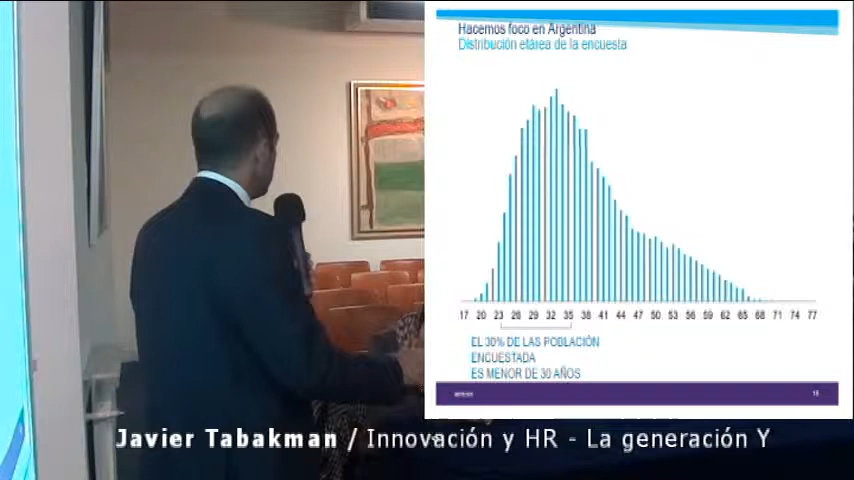 Hacemos foco en Argentina
Distribución etárea de la encuesta
17 20 23 26 29 32 35 38 41 44 47 50 53 56 59 62 65 68 71 74 77
EL 30% DE LAS POBLACIÓN
ENCUESTADA
ES MENOR DE 30 AÑOS
Javier Tabakman / Innovación y HR - La generación Y